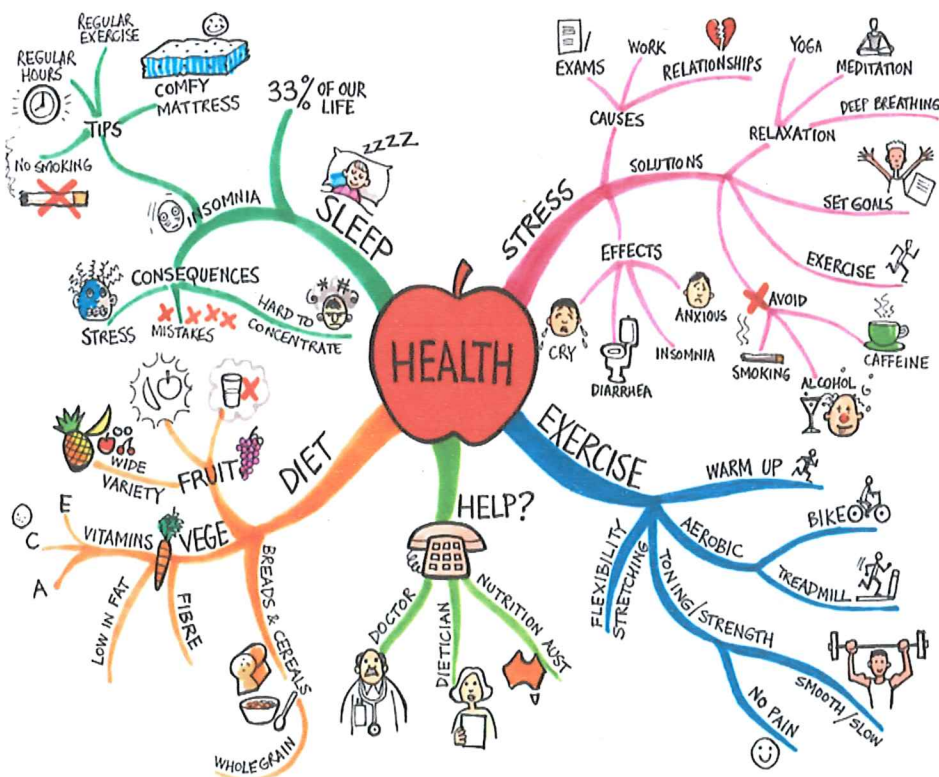 HEALTH
SLEEP
33% OF OUR
LIFE
ZZZZ
INSOMNIA
TIPS
REGULAR
EXERCISE
REGULAR
HOURS
COMFY
MATTRESS
NO SMOKING
CONSEQUENCES
STRESS
MISTAKES
HARD TO
CONCENTRATE
STRESS
CAUSES
EXAMS
WORK
RELATIONSHIPS
SOLUTIONS
RELAXATION
YOGA
MEDITATION
DEEP BREATHING
SET GOALS
EXERCISE
AVOID
SMOKING
ALCOHOL
CAFFEINE
EFFECTS
CRY
DIARRHEA
INSOMNIA
ANXIOUS
EXERCISE
WARM UP
AEROBIC
BIKE
TREADMILL
TONING/STRENGTH
SMOOTH/SLOW
NO PAIN
FLEXIBILITY
STRETCHING
HELP?
DOCTOR
DIETICIAN
NUTRITION AUST
DIET
FRUIT
WIDE
VARIETY
VEGE
VITAMINS
E
C
A
LOW IN FAT
FIBRE
BREADS & CEREALS
WHOLEGRAIN